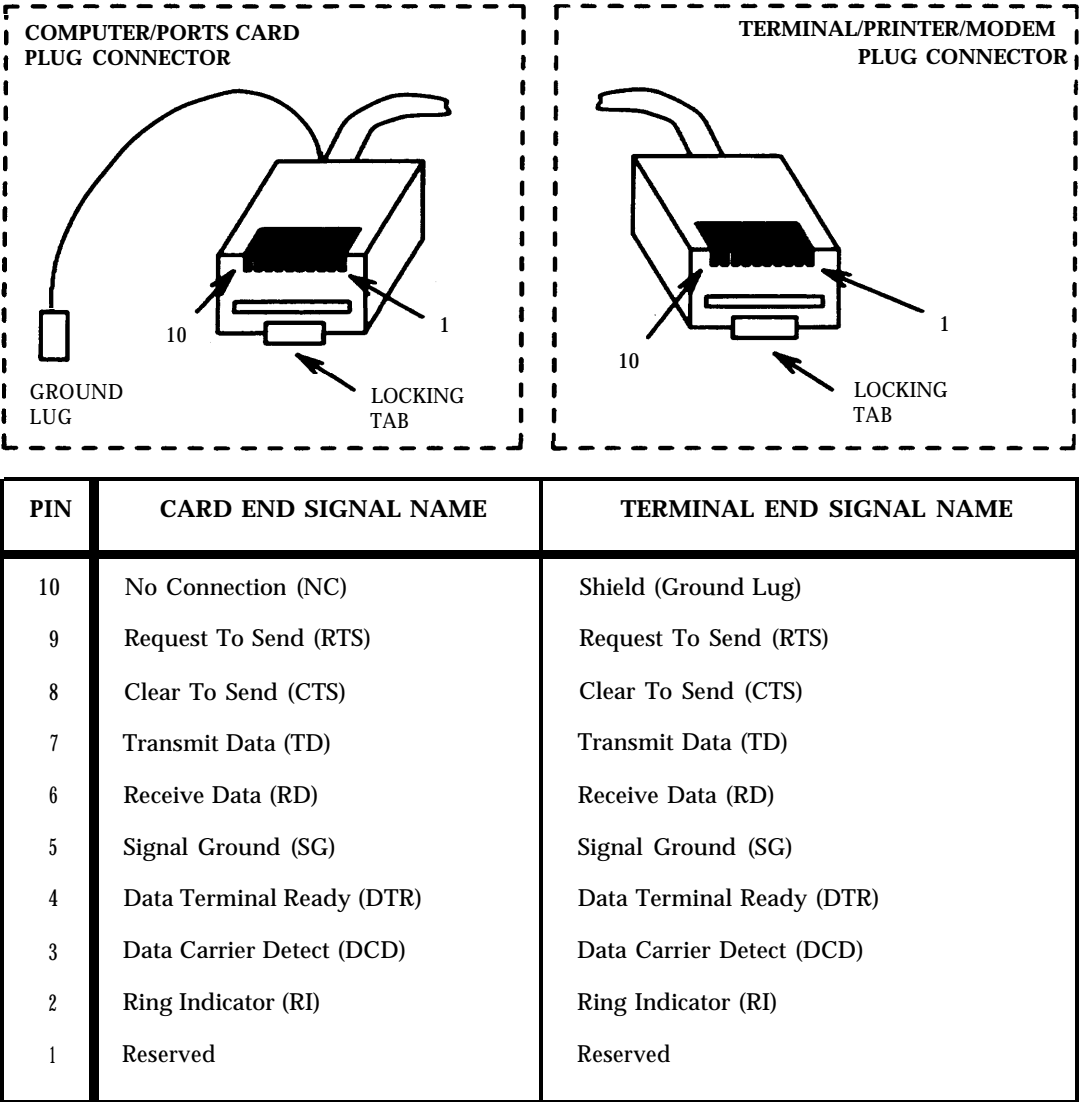 COMPUTER/PORTS CARD
PLUG CONNECTOR
10
1
GROUND
LUG
LOCKING
TAB
TERMINAL/PRINTER/MODEM
PLUG CONNECTOR
10
1
LOCKING
TAB
PIN CARD END SIGNAL NAME TERMINAL END SIGNAL NAME
10 No Connection (NC) Shield (Ground Lug)
9 Request To Send (RTS) Request To Send (RTS)
8 Clear To Send (CTS) Clear To Send (CTS)
7 Transmit Data (TD) Transmit Data (TD)
6 Receive Data (RD) Receive Data (RD)
5 Signal Ground (SG) Signal Ground (SG)
4 Data Terminal Ready (DTR) Data Terminal Ready (DTR)
3 Data Carrier Detect (DCD) Data Carrier Detect (DCD)
2 Ring Indicator (RI) Ring Indicator (RI)
1 Reserved Reserved